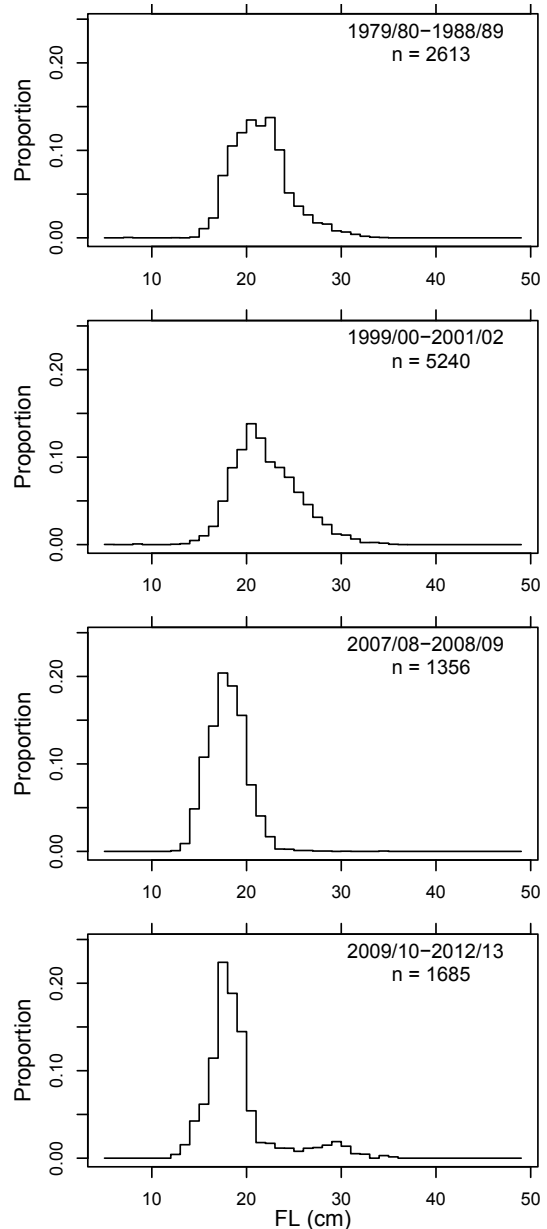 1979/80−1988/89
n = 2613
Proportion
0.00
0.10
0.20
10 20 30 40 50
1999/00−2001/02
n = 5240
Proportion
0.00
0.10
0.20
10 20 30 40 50
2007/08−2008/09
n = 1356
Proportion
0.00
0.10
0.20
10 20 30 40 50
2009/10−2012/13
n = 1685
Proportion
0.00
0.10
0.20
10 20 30 40 50
FL (cm)